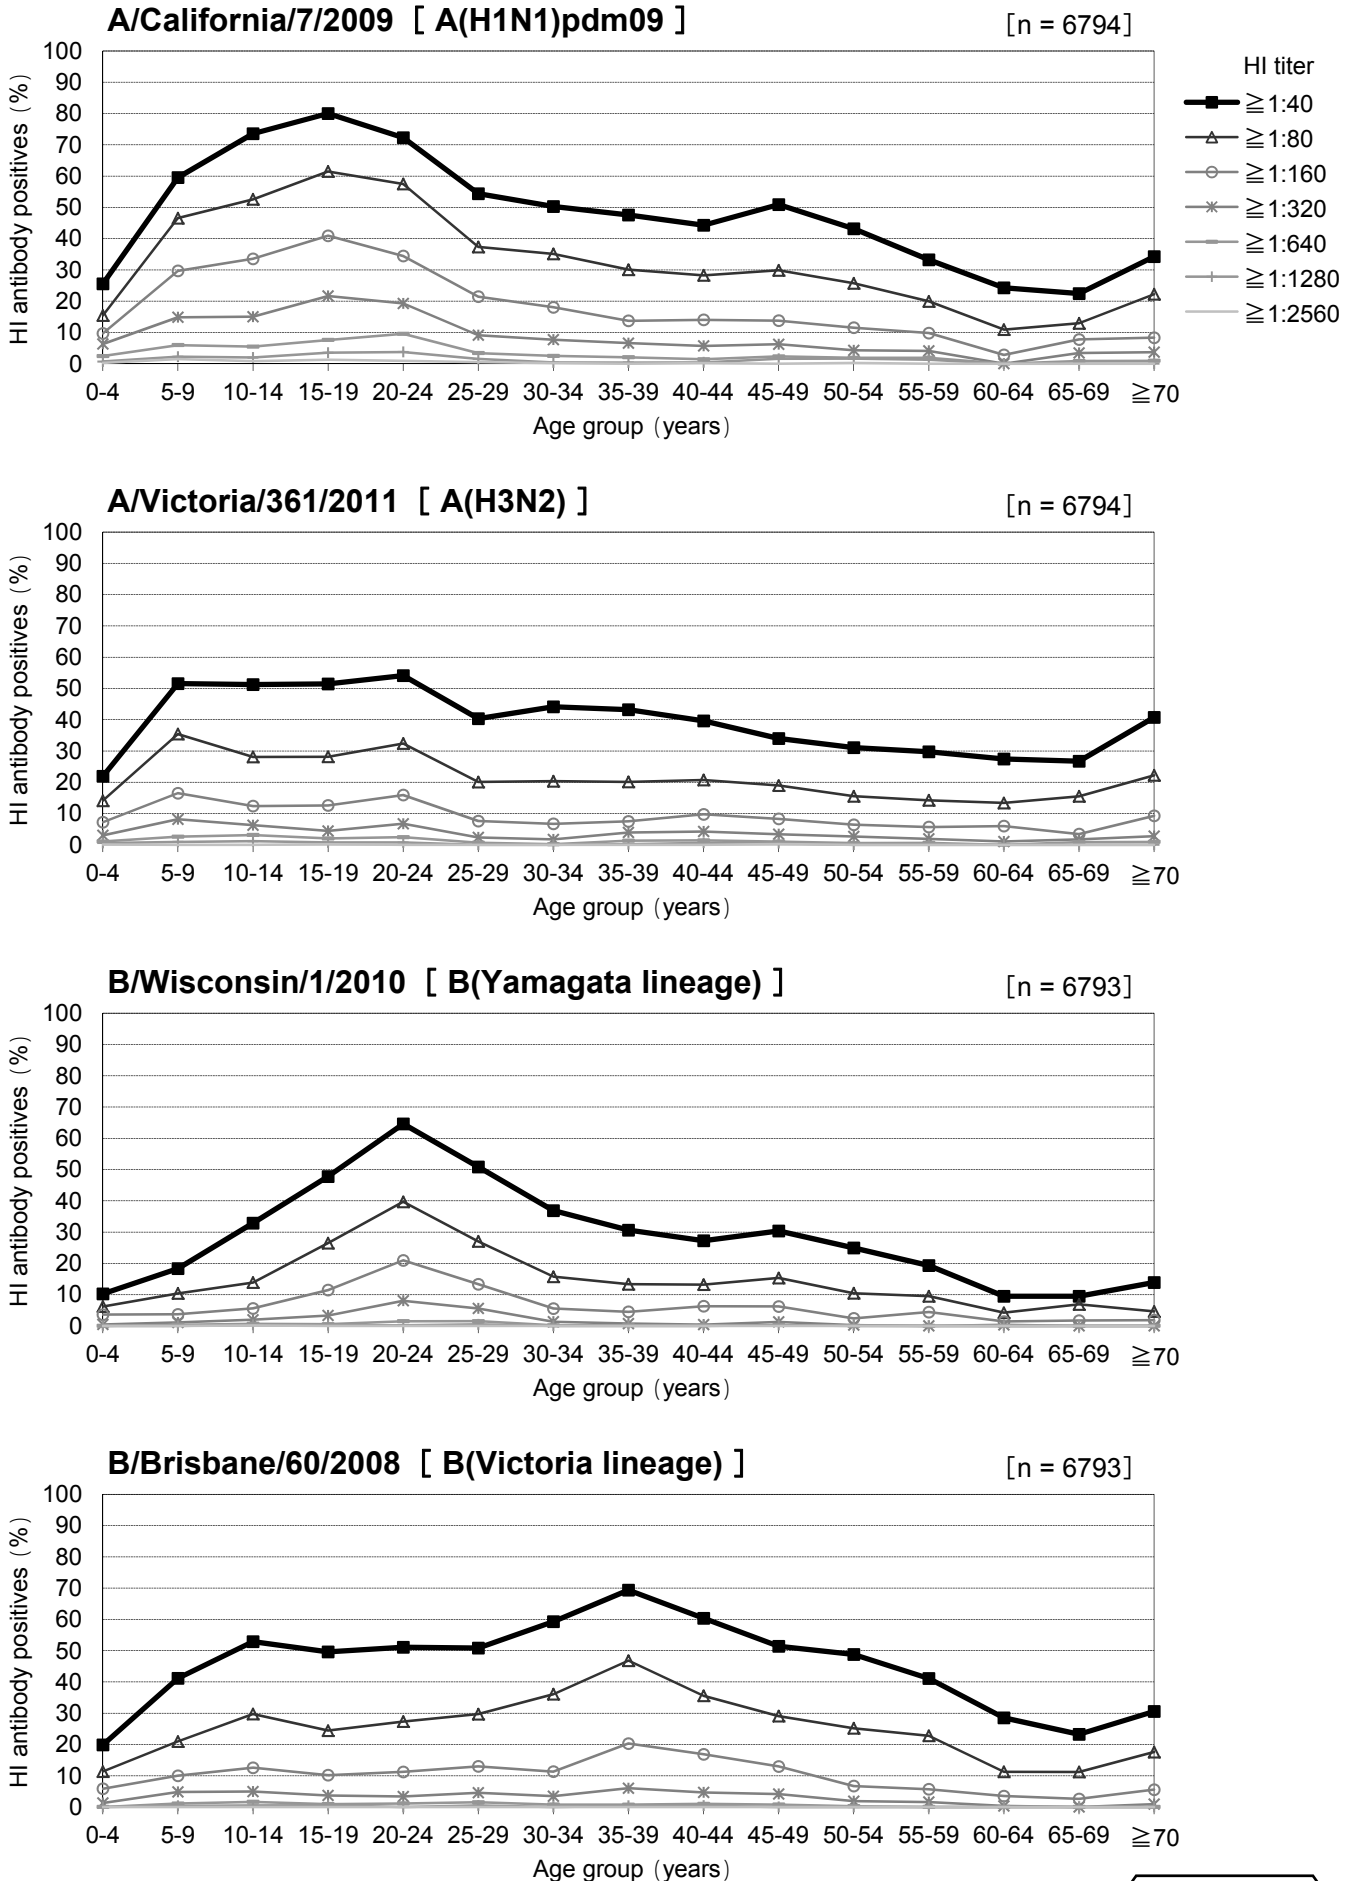 A/California/7/2009 [ A(H1N1)pdm09 ]
[n = 6794]
HI titer
≧1:40
≧1:80
≧1:160
≧1:320
≧1:640
≧1:1280
≧1:2560
HI antibody positives (%)
100
90
80
70
60
50
40
30
20
10
0
0-4 5-9 10-14 15-19 20-24 25-29 30-34 35-39 40-44 45-49 50-54 55-59 60-64 65-69 ≧70
Age group (years)
A/Victoria/361/2011 [ A(H3N2) ]
[n = 6794]
HI antibody positives (%)
100
90
80
70
60
50
40
30
20
10
0
0-4 5-9 10-14 15-19 20-24 25-29 30-34 35-39 40-44 45-49 50-54 55-59 60-64 65-69 ≧70
Age group (years)
B/Wisconsin/1/2010 [ B(Yamagata lineage) ]
[n = 6793]
HI antibody positives (%)
100
90
80
70
60
50
40
30
20
10
0
0-4 5-9 10-14 15-19 20-24 25-29 30-34 35-39 40-44 45-49 50-54 55-59 60-64 65-69 ≧70
Age group (years)
B/Brisbane/60/2008 [ B(Victoria lineage) ]
[n = 6793]
HI antibody positives (%)
100
90
80
70
60
50
40
30
20
10
0
0-4 5-9 10-14 15-19 20-24 25-29 30-34 35-39 40-44 45-49 50-54 55-59 60-64 65-69 ≧70
Age group (years)